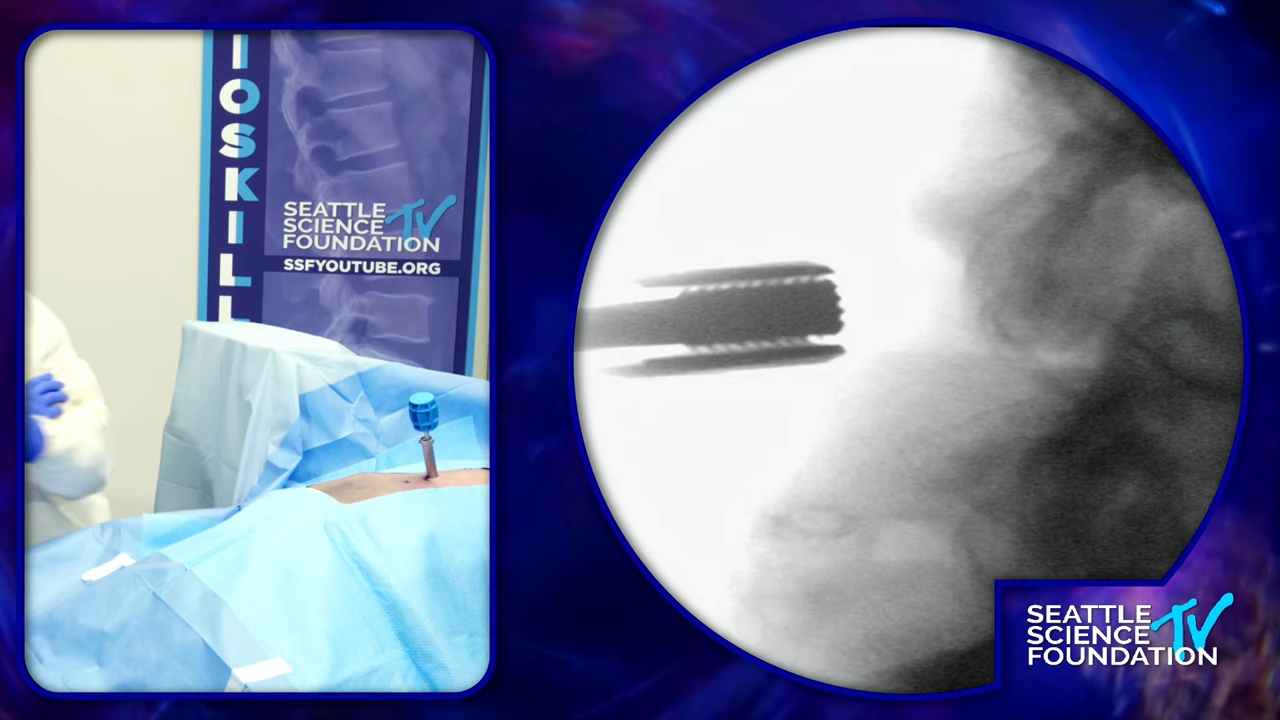 IOSKILL
SEATTLE
SCIENCE TV
FOUNDATION
SSFYOUTUBE.ORG
SEATTLE
SCIENCE TV
FOUNDATION